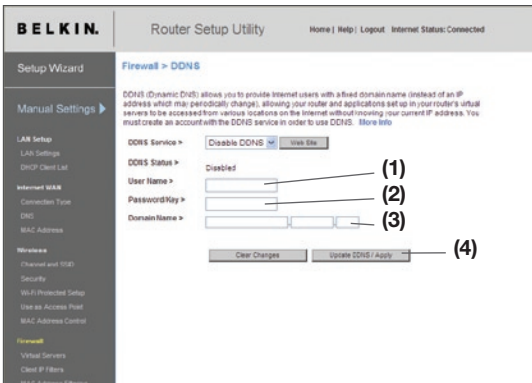 BELKIN.
Router Setup Utility
Home | Help | Logout Internet Status: Connected
Setup Wizard
Manual Settings
LAN Setup
LAN Settings
DHCP Client List
Internet WAN
Connection Type
DNS
MAC Address
Wireless
Channel and SSID
Security
Wi-Fi Protected Setup
Use as Access Point
MAC Address Control
Firewall
Virtual Servers
Client IP Filters
MAC Address Filtering
Firewall > DDNS
DDNS (Dynamic DNS) allows you to provide Internet users with a fixed domain name (instead of an IP
address which may periodically change), allowing your router and applications set up in your router's virtual
servers to be accessed from various locations on the Internet without knowing your current IP address. You
must create an account with the DDNS service in order to use DDNS. More Info
DDNS Service > Disable DDNS Web Site
DDNS Status > Disabled
User Name > (1)
Password/Key > (2)
Domain Name > . . (3)
Clear Changes Update DDNS / Apply (4)